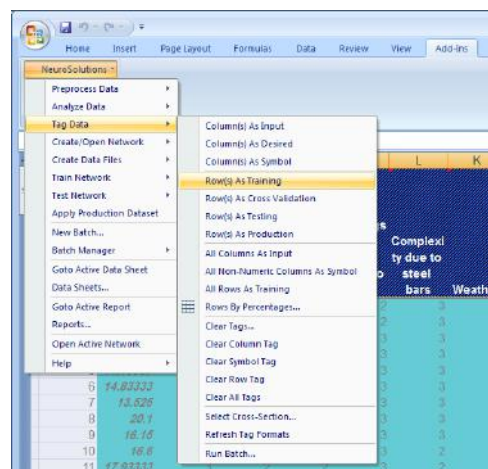 Home Insert Page Layout Formulas Data Review View Add-Ins
NeuroSolutions
Preprocess Data
Analyze Data
Tag Data
Create/Open Network
Create Data Files
Train Network
Test Network
Apply Production Dataset
New Batch...
Batch Manager
Goto Active Data Sheet
Data Sheets...
Goto Active Report
Reports...
Open Active Network
Help
Column(s) As Input
Column(s) As Desired
Column(s) As Symbol
Row(s) As Training
Row(s) As Cross Validation
Row(s) As Testing
Row(s) As Production
All Columns As Input
All Non-Numeric Columns As Symbol
All Rows As Training
Rows By Percentages...
Clear Tags...
Clear Column Tag
Clear Symbol Tag
Clear Row Tag
Clear All Tags
Select Cross-Section...
Refresh Tag Formats
Run Batch...
L K
Complexi
ty due to
steel
bars Weath
6 14.83333
7 13.525
8 20.1
9 16.15
10 16.6
11 17.93333